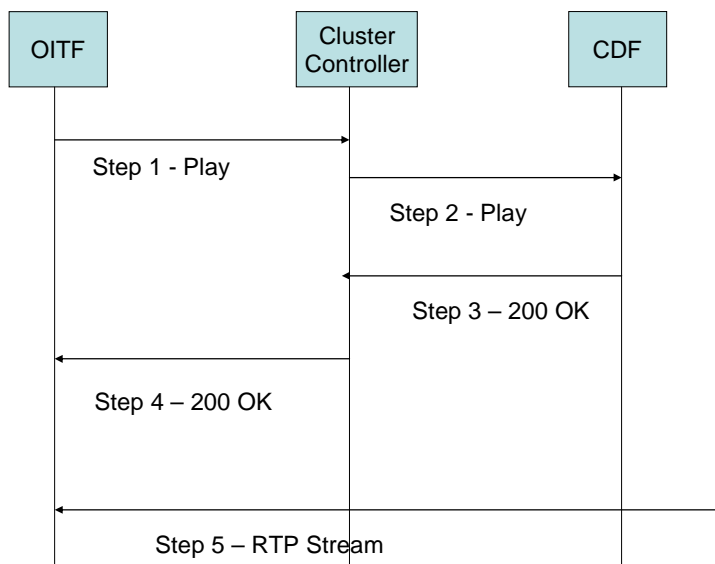 OITF
Cluster
Controller
CDF
Step 1 - Play
Step 2 - Play
Step 3 – 200 OK
Step 4 – 200 OK
Step 5 – RTP Stream